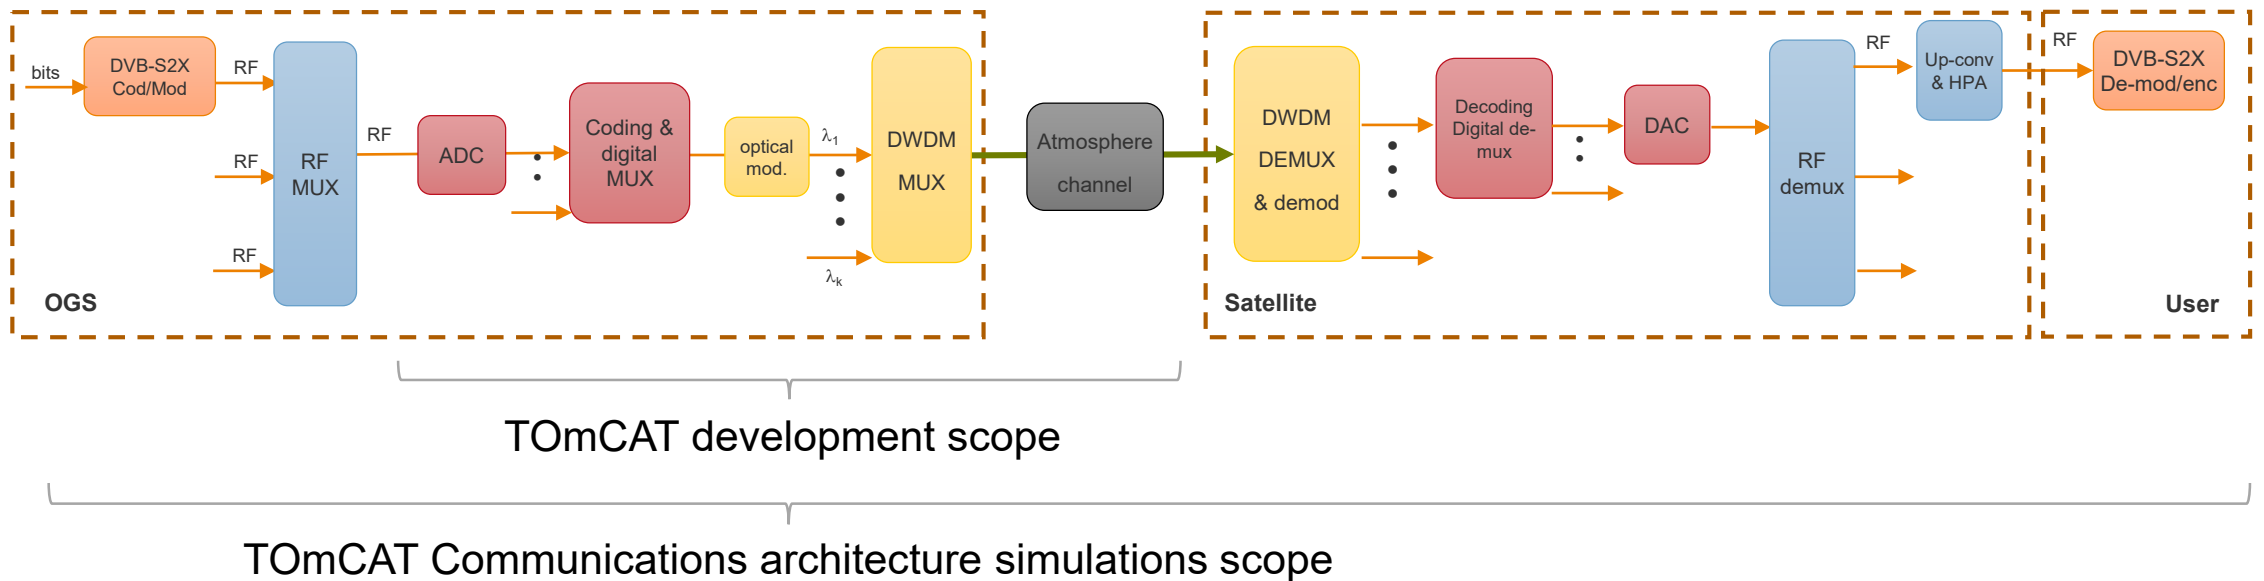 bits
DVB-S2X
Cod/Mod
RF
RF
RF
RF
MUX
RF
ADC
Coding &
digital
MUX
optical
mod.
λ1
λk
DWDM
MUX
OGS
Atmosphere
channel
DWDM
DEMUX
& demod
Decoding
Digital de-
mux
DAC
RF
demux
RF
Up-conv
& HPA
Satellite
RF
DVB-S2X
De-mod/enc
User
TOmCAT development scope
TOmCAT Communications architecture simulations scope